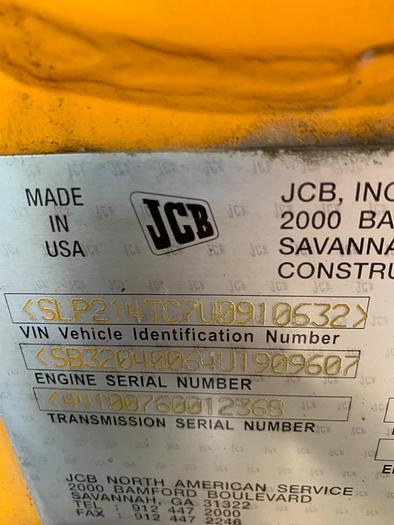 MADE
IN
USA
JCB
JCB, INC
2000 BAM
SAVANNA
CONSTRU
<SLP214TC7U0910632>
VIN Vehicle Identification Number
<SB32040064U1909607
ENGINE SERIAL NUMBER
<44100760012368
TRANSMISSION SERIAL NUMBER
JCB NORTH AMERICAN SERVICE
2000 BAMFORD BOULEVARD
SAVANNAH, GA 31322
TEL : 912 447 2000
FAX : 912 447 2246